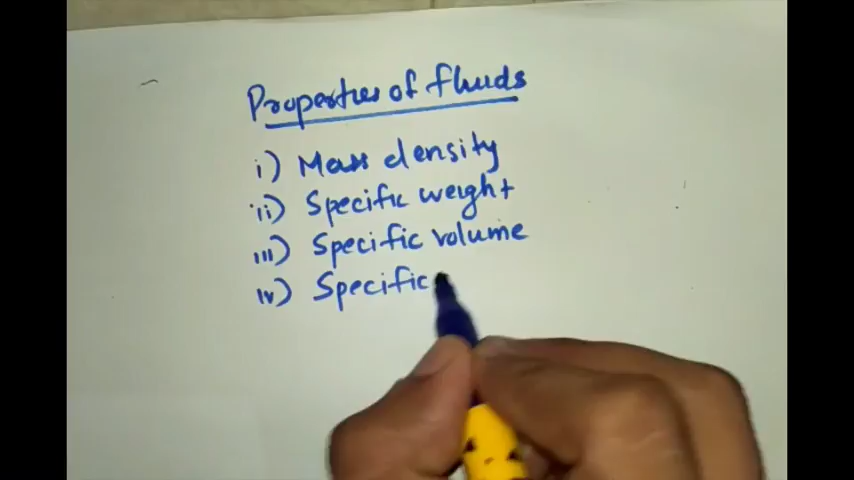 Properties of fluids
i) Mass density
ii) Specific weight
iii) Specific volume
iv) Specific